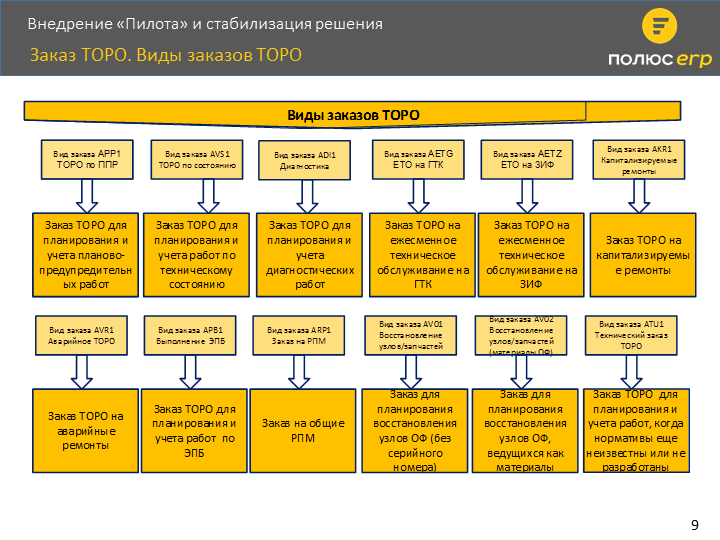 Внедрение «Пилота» и стабилизация решения
Заказ ТОРО. Виды заказов ТОРО
ПОЛЮС erp
Виды заказов ТОРО
Вид заказа APP1
ТОРО по ППР
Вид заказа AVS1
ТОРО по состоянию
Вид заказа ADI1
Диагностика
Вид заказа AETG
ЕТО на ГТК
Вид заказа AETZ
ЕТО на ЗИФ
Вид заказа AKR1
Капитализируемые
ремонты
Заказ ТОРО для
планирования и
учета планово-
предупредительн
ых работ
Заказ ТОРО для
планирования и
учета работ по
техническому
состоянию
Заказ ТОРО для
планирования и
учета
диагностических
работ
Заказ ТОРО на
ежесменное
техническое
обслуживание на
ГТК
Заказ ТОРО на
ежесменное
техническое
обслуживание на
ЗИФ
Заказ ТОРО на
капитализируемы
е ремонты
Вид заказа AVR1
Аварийное ТОРО
Вид заказа APB1
Выполнение ЭПБ
Вид заказа ARP1
Заказ на РПМ
Вид заказа AV01
Восстановление
узлов/запчастей
Вид заказа AV02
Восстановление
узлов/запчастей
(материалы ОФ)
Вид заказа ATU1
Технический заказ
ТОРО
Заказ ТОРО на
аварийные
ремонты
Заказ ТОРО для
планирования и
учета работ по
ЭПБ
Заказ на общие
РПМ
Заказ для
планирования
восстановления
узлов ОФ (без
серийного
номера)
Заказ для
планирования
восстановления
узлов ОФ,
ведущихся как
материалы
Заказ ТОРО для
планирования и
учета работ, когда
нормативы еще
неизвестны или не
разработаны
9